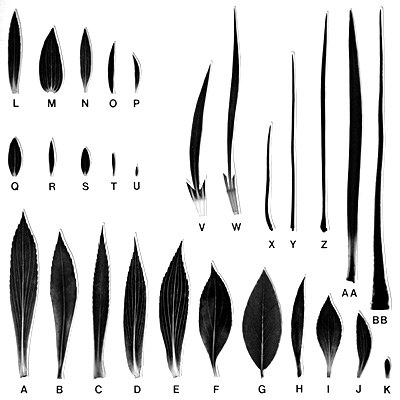 L M N O P
Q R S T U
V W
X Y Z
AA
BB
A B C D E F G H I J K